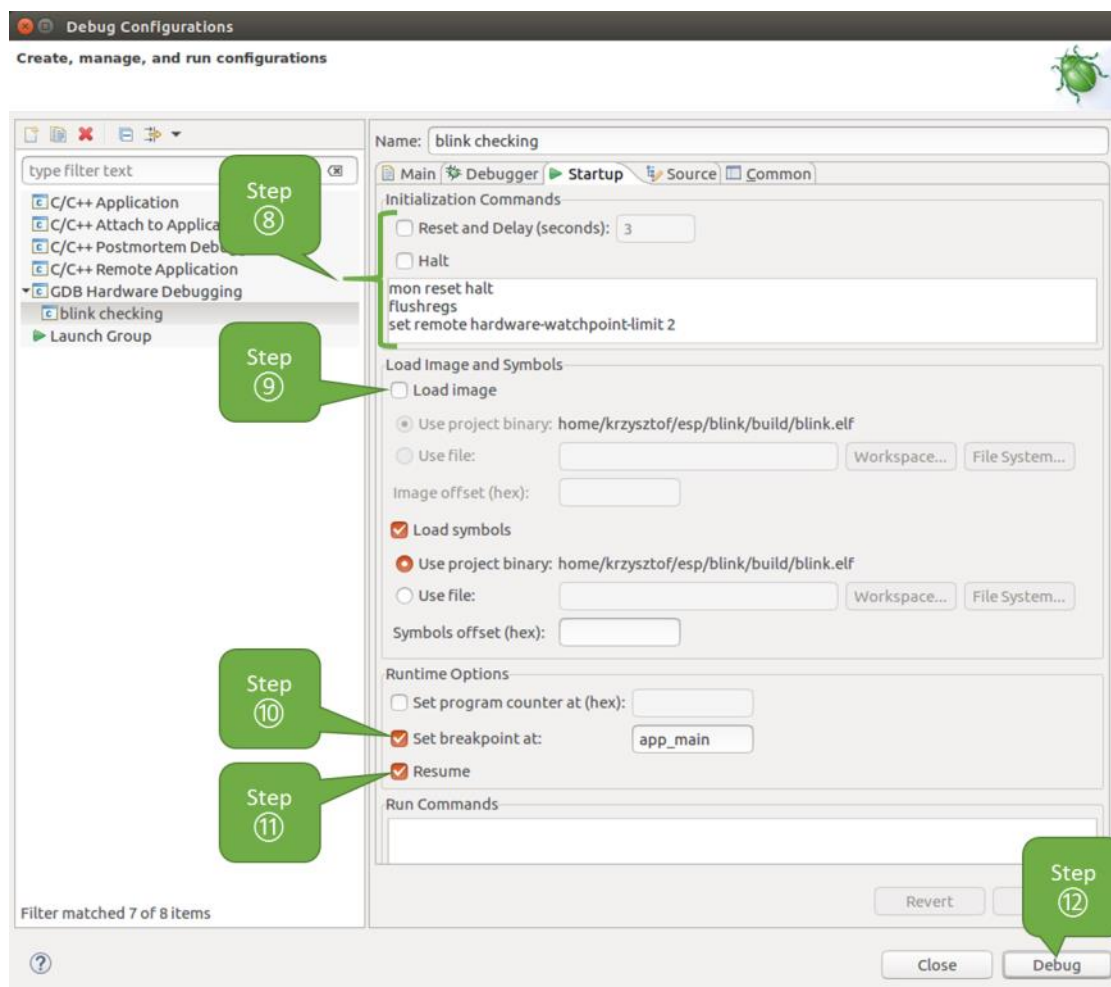 Debug Configurations
Create, manage, and run configurations
type filter text
C/C++ Application
C/C++ Attach to Applica
C/C++ Postmortem Debu
C/C++ Remote Application
GDB Hardware Debugging
blink checking
Launch Group
Filter matched 7 of 8 items
Step
⑧
Step
⑨
Step
⑩
Step
⑪
Name: blink checking
Main Debugger Startup Source Common
Initialization Commands
Reset and Delay (seconds): 3
Halt
mon reset halt
flushregs
set remote hardware-watchpoint-limit 2
Load Image and Symbols
Load image
Use project binary: home/krzysztof/esp/blink/build/blink.elf
Use file: Workspace... File System...
Image offset (hex):
Load symbols
Use project binary: home/krzysztof/esp/blink/build/blink.elf
Use file: Workspace... File System...
Symbols offset (hex):
Runtime Options
Set program counter at (hex):
Set breakpoint at: app_main
Resume
Run Commands
Step
⑫
Revert
? Close Debug